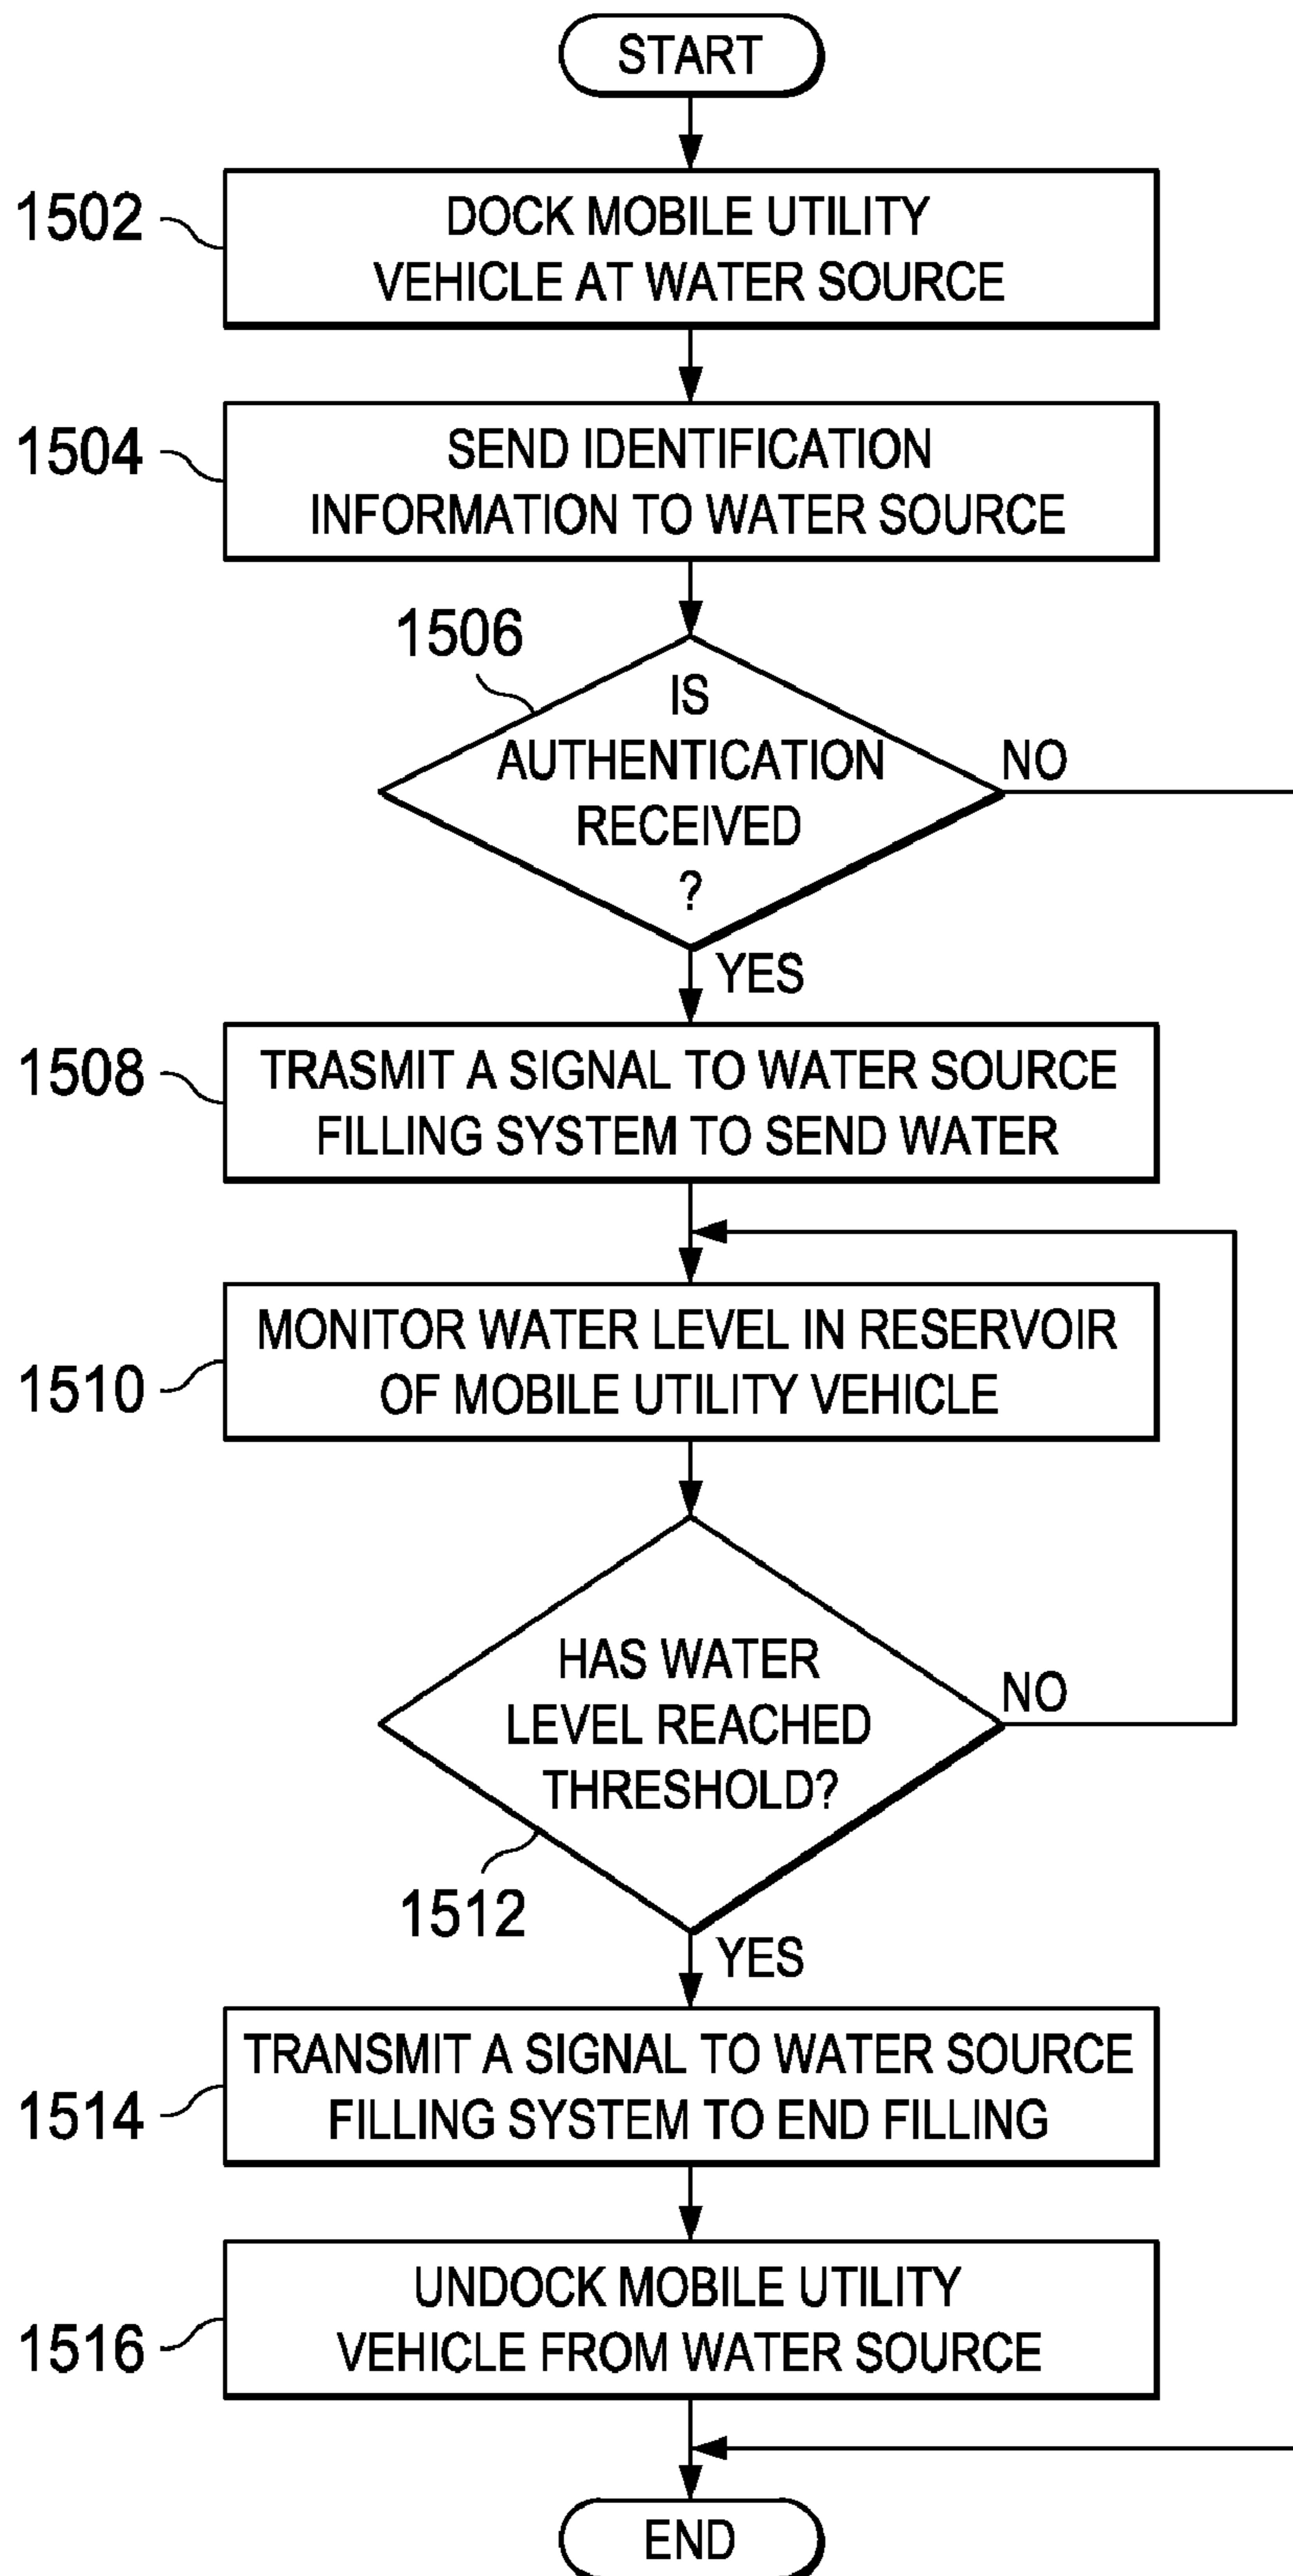 START
1502
DOCK MOBILE UTILITY
VEHICLE AT WATER SOURCE
1504
SEND IDENTIFICATION
INFORMATION TO WATER SOURCE
1506
IS
AUTHENTICATION
RECEIVED
?
NO
YES
1508
TRASMIT A SIGNAL TO WATER SOURCE
FILLING SYSTEM TO SEND WATER
1510
MONITOR WATER LEVEL IN RESERVOIR
OF MOBILE UTILITY VEHICLE
HAS WATER
LEVEL REACHED
THRESHOLD?
NO
1512
YES
1514
TRANSMIT A SIGNAL TO WATER SOURCE
FILLING SYSTEM TO END FILLING
1516
UNDOCK MOBILE UTILITY
VEHICLE FROM WATER SOURCE
END